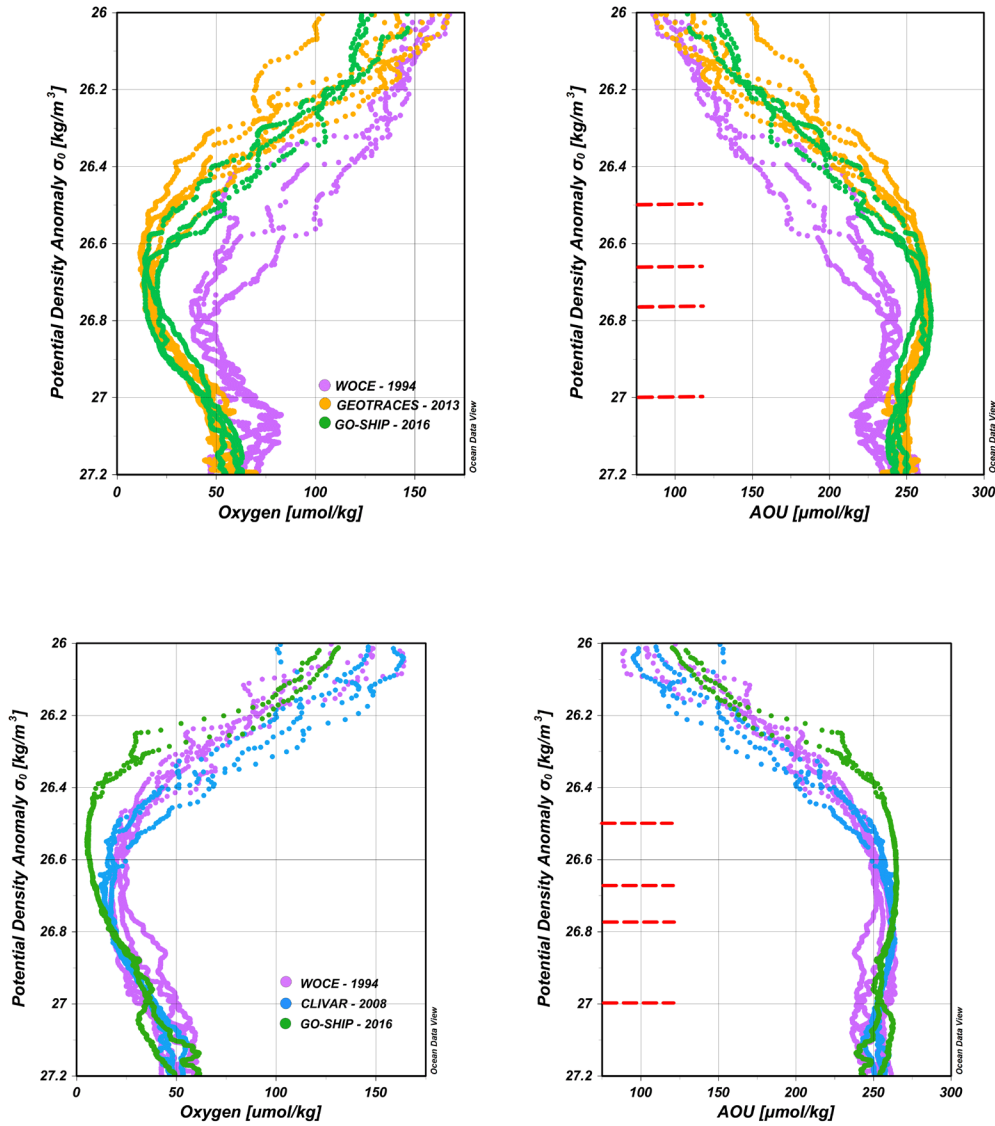 26
26.2
26.4
26.6
26.8
27
27.2
Potential Density Anomaly σ₀ [kg/m³]
WOCE - 1994
GEOTRACES - 2013
GO-SHIP - 2016
0
50
100
150
Oxygen [umol/kg]
Ocean Data View
26
26.2
26.4
26.6
26.8
27
27.2
Potential Density Anomaly σ₀ [kg/m³]
100
150
200
250
300
AOU [µmol/kg]
Ocean Data View
26
26.2
26.4
26.6
26.8
27
27.2
Potential Density Anomaly σ₀ [kg/m³]
WOCE - 1994
CLIVAR - 2008
GO-SHIP - 2016
0
50
100
150
Oxygen [umol/kg]
Ocean Data View
26
26.2
26.4
26.6
26.8
27
27.2
Potential Density Anomaly σ₀ [kg/m³]
100
150
200
250
300
AOU [µmol/kg]
Ocean Data View